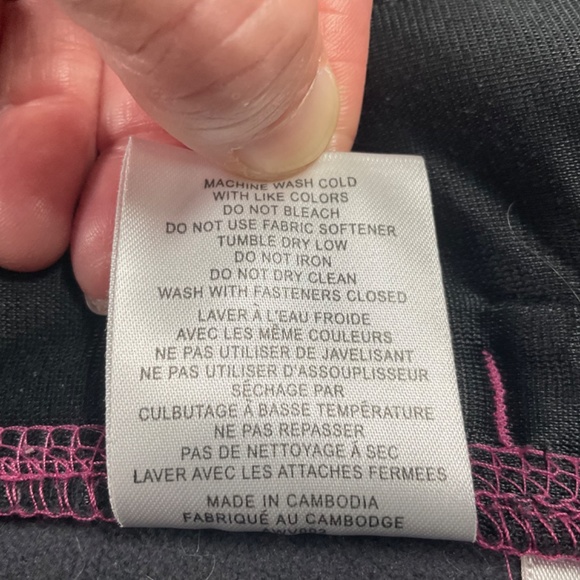 MACHINE WASH COLD
WITH LIKE COLORS
DO NOT BLEACH
DO NOT USE FABRIC SOFTENER
TUMBLE DRY LOW
DO NOT IRON
DO NOT DRY CLEAN
WASH WITH FASTENERS CLOSED
LAVER À L'EAU FROIDE
AVEC LES MÊME COULEURS
NE PAS UTILISER DE JAVELISANT
NE PAS UTILISER D'ASSOUPLISSEUR
SÉCHAGE PAR
CULBUTAGE À BASSE TEMPÉRATURE
NE PAS REPASSER
PAS DE NETTOYAGE À SEC
LAVER AVEC LES ATTACHES FERMEES
MADE IN CAMBODIA
FABRIQUÉ AU CAMBODGE